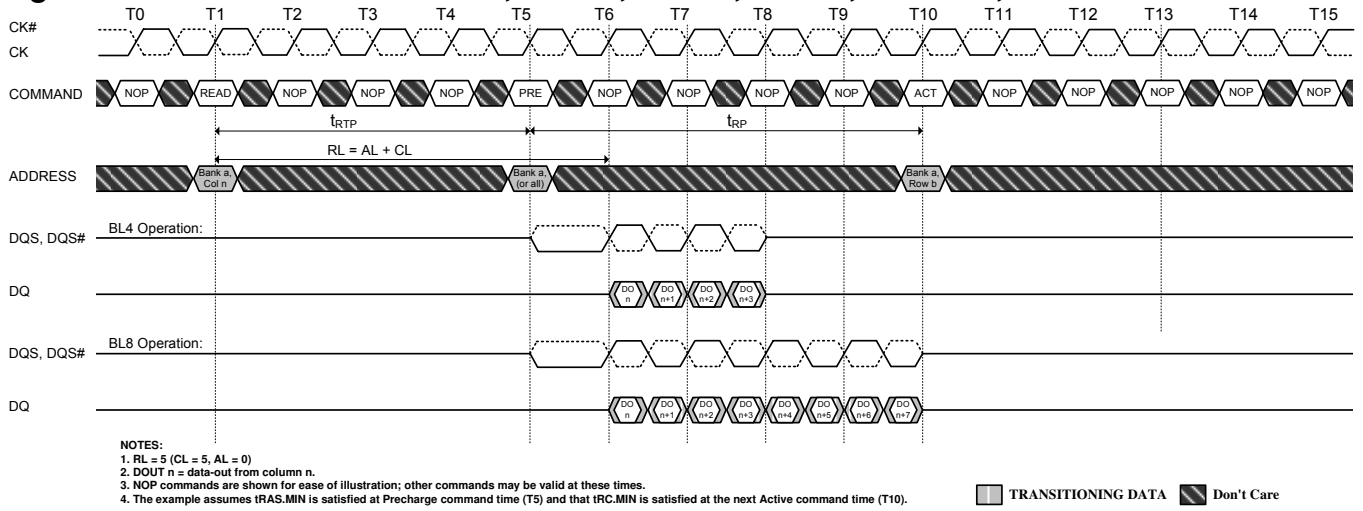 T0 T1 T2 T3 T4 T5 T6 T7 T8 T9 T10 T11 T12 T13 T14 T15
CK#
CK
COMMAND NOP READ NOP NOP NOP PRE NOP NOP NOP NOP ACT NOP NOP NOP NOP NOP
tRTP tRP
RL = AL + CL
ADDRESS Bank a, Col n Bank a, (or all) Bank a, Row b
BL4 Operation:
DQS, DQS#
DQ DO n DO n+1 DO n+2 DO n+3
BL8 Operation:
DQS, DQS#
DQ DO n DO n+1 DO n+2 DO n+3 DO n+4 DO n+5 DO n+6 DO n+7
NOTES:
1. RL = 5 (CL = 5, AL = 0)
2. DOUT n = data-out from column n.
3. NOP commands are shown for ease of illustration; other commands may be valid at these times.
4. The example assumes tRAS.MIN is satisfied at Precharge command time (T5) and that tRC.MIN is satisfied at the next Active command time (T10).
TRANSITIONING DATA Don't Care